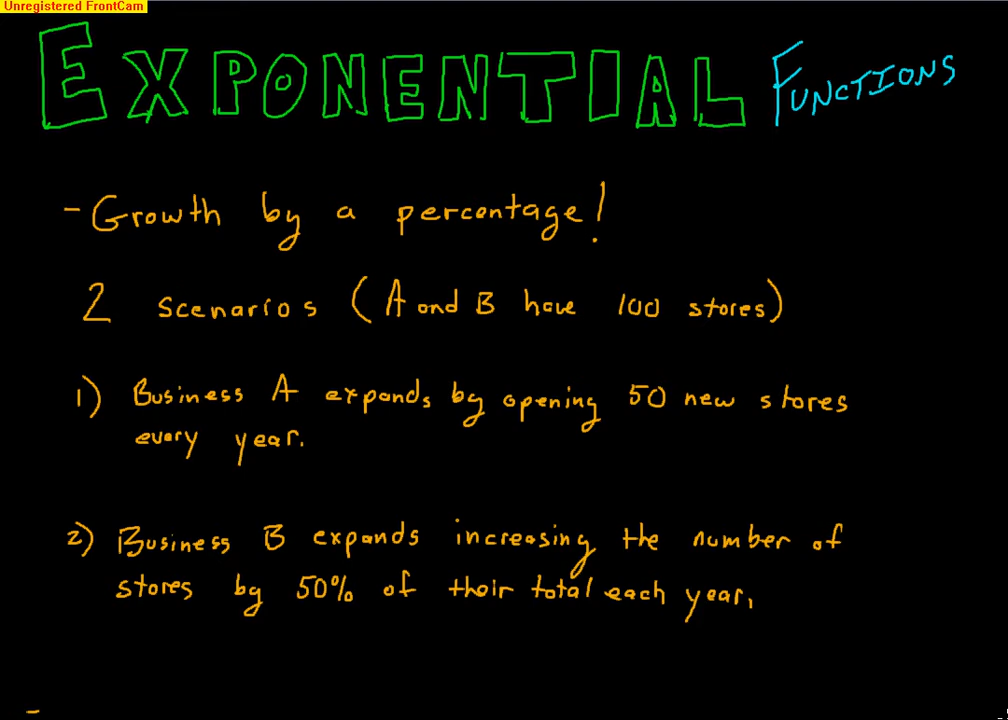 Unregistered FrontCam
EXPONENTIAL FUNCTIONS
- Growth by a percentage!
2 scenarios (A and B have 100 stores)
1) Business A expands by opening 50 new stores
every year.
2) Business B expands increasing the number of
stores by 50% of their total each year,